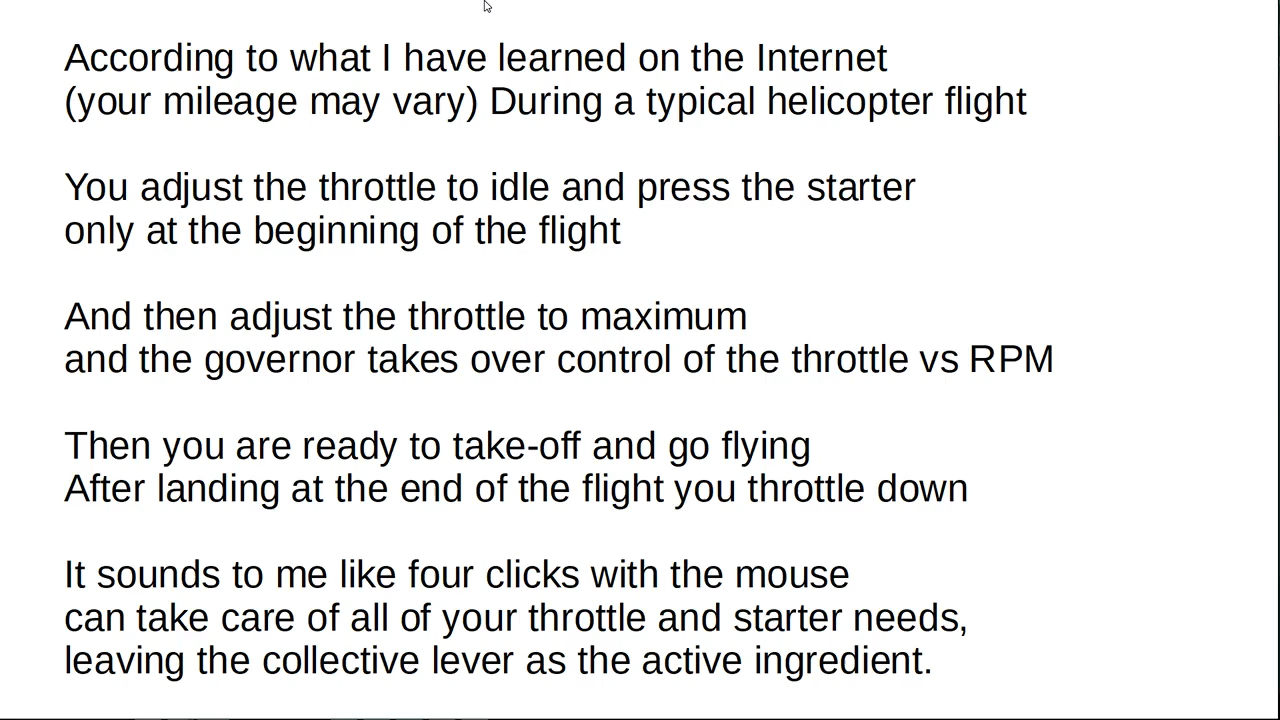 According to what I have learned on the Internet
(your mileage may vary) During a typical helicopter flight
You adjust the throttle to idle and press the starter
only at the beginning of the flight
And then adjust the throttle to maximum
and the governor takes over control of the throttle vs RPM
Then you are ready to take-off and go flying
After landing at the end of the flight you throttle down
It sounds to me like four clicks with the mouse
can take care of all of your throttle and starter needs,
leaving the collective lever as the active ingredient.